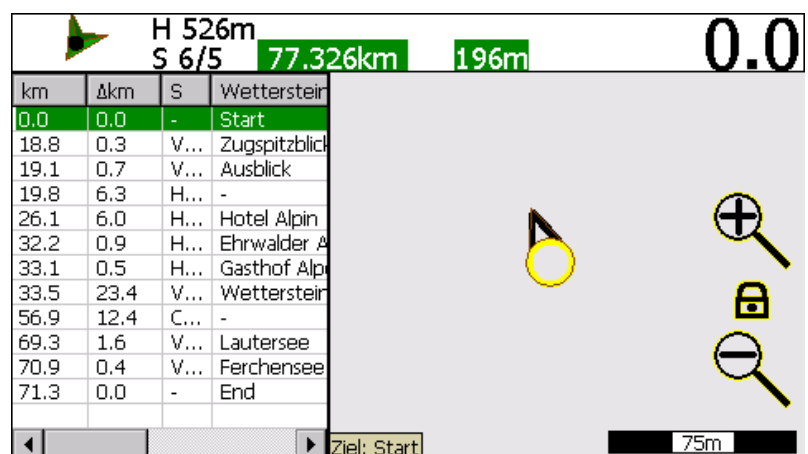 H 526m
S 6/5 77.326km 196m 0.0
km Δkm S Wetterstein
0.0 0.0 - Start
18.8 0.3 V... Zugspitzblick
19.1 0.7 V... Ausblick
19.8 6.3 H... -
26.1 6.0 H... Hotel Alpin
32.2 0.9 H... Ehrwalder A
33.1 0.5 H... Gasthof Alp
33.5 23.4 V... Wetterstein
56.9 12.4 C... -
69.3 1.6 V... Lautersee
70.9 0.4 V... Ferchensee
71.3 0.0 - End
Ziel: Start
75m